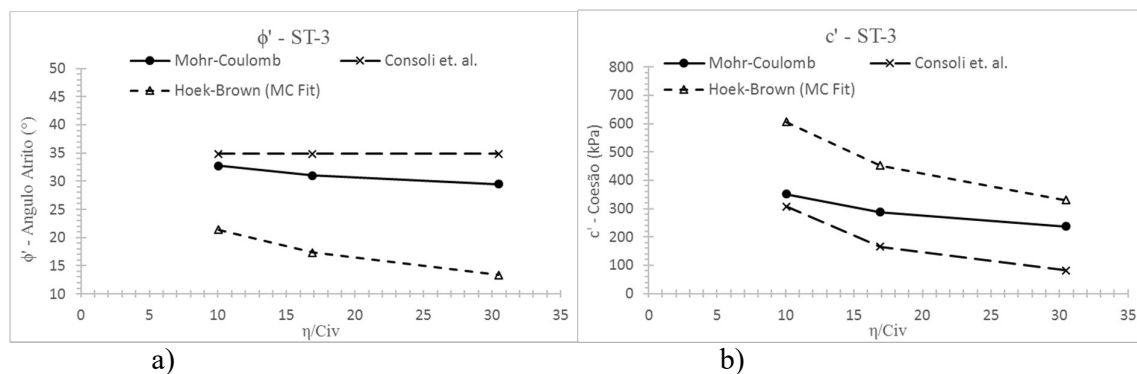 ϕ' - ST-3
Mohr-Coulomb
Consoli et. al.
Hoek-Brown (MC Fit)
ϕ' - Angulo Atrito (°)
45
40
35
30
25
20
15
10
0 5 10 15 20 25 30 35
η/Civ
a)
c' - ST-3
Mohr-Coulomb
Consoli et. al.
Hoek-Brown (MC Fit)
c' - Coesão (kPa)
800
700
600
500
400
300
200
100
0
0 5 10 15 20 25 30 35
η/Civ
b)